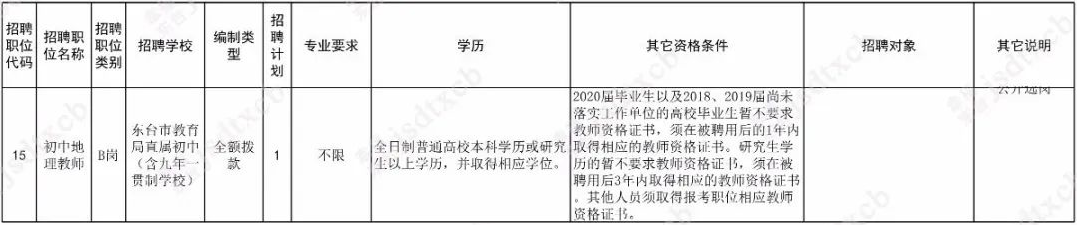 招聘职位代码
招聘职位名称
招聘职位类别
招聘学校
编制类型
招聘计划
专业要求
学历
其它资格条件
招聘对象
其它说明
公开选岗
15
初中地理教师
B岗
东台市教育
局直属初中
（含九年一
贯制学校）
全额拨
款
1
不限
全日制普通高校本科学历或研究
生以上学历，并取得相应学位。
2020届毕业生以及2018、2019届尚未
落实工作单位的高校毕业生暂不要求
教师资格证书，须在被聘用后的1年内
取得相应的教师资格证书。研究生学
历的暂不要求教师资格证书，须在被
聘用后3年内取得相应的教师资格证书
。其他人员须取得报考职位相应教师
资格证书。
jsdtxcb